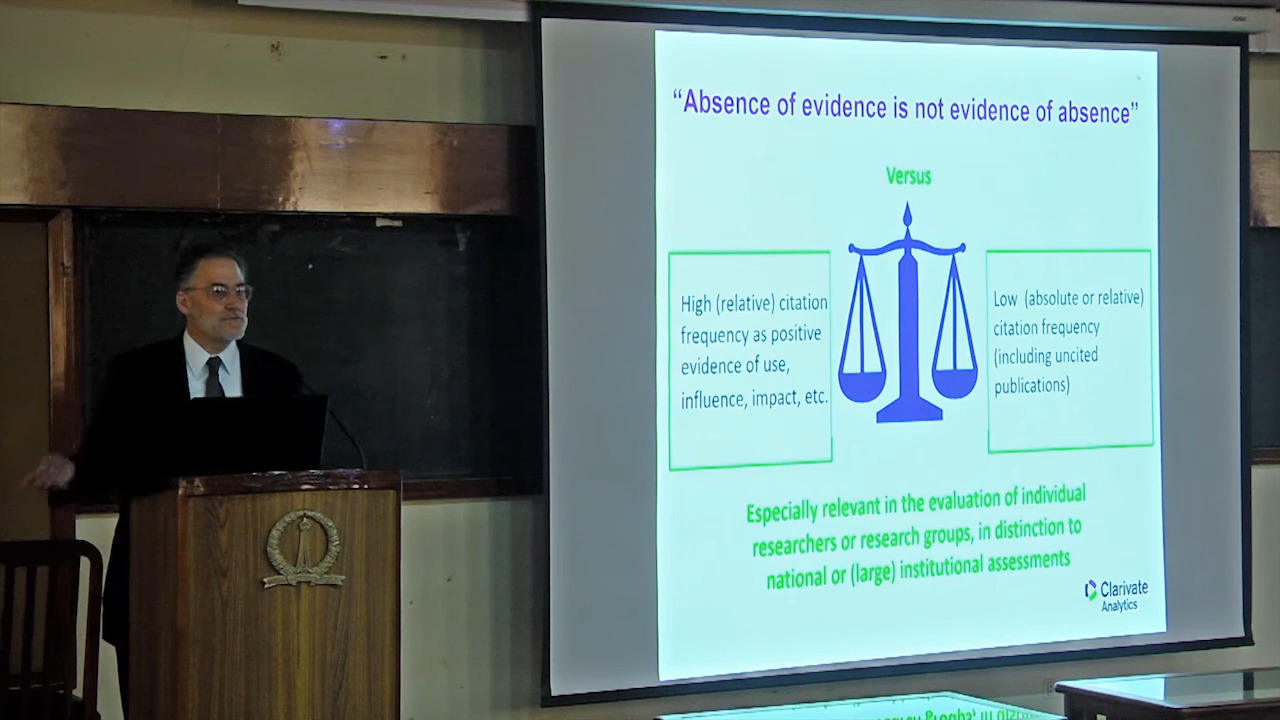 “Absence of evidence is not evidence of absence”
Versus
High (relative) citation
frequency as positive
evidence of use,
influence, impact, etc.
Low (absolute or relative)
citation frequency
(including uncited
publications)
Especially relevant in the evaluation of individual
researchers or research groups, in distinction to
national or (large) institutional assessments
Clarivate
Analytics